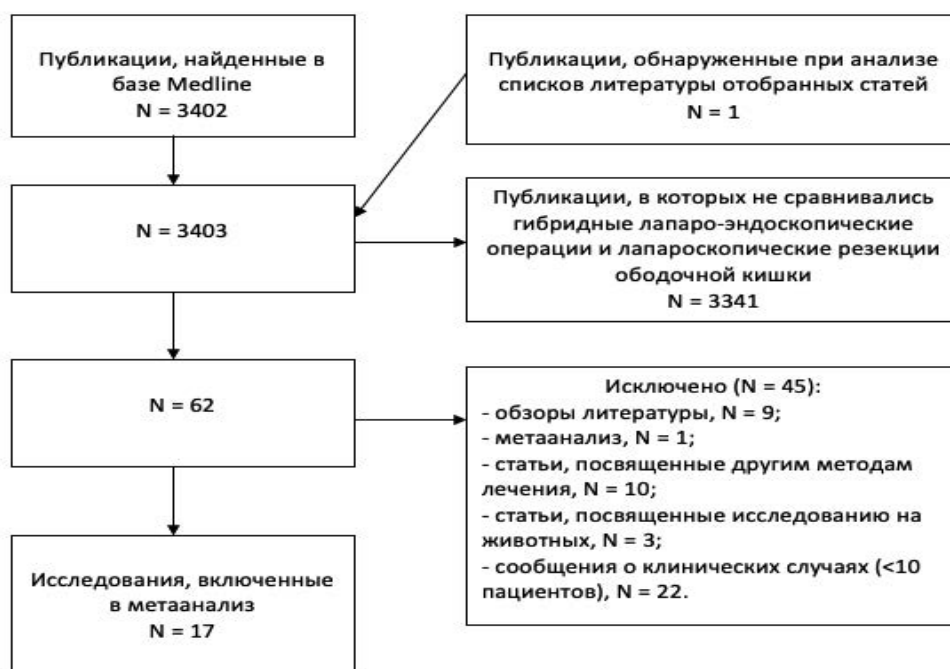 Публикации, найденные в
базе Medline
N = 3402
Публикации, обнаруженные при анализе
списков литературы отобранных статей
N = 1
N = 3403
Публикации, в которых не сравнивались
гибридные лапаро-эндоскопические
операции и лапароскопические резекции
ободочной кишки
N = 3341
N = 62
Исключено (N = 45):
- обзоры литературы, N = 9;
- метаанализ, N = 1;
- статьи, посвященные другим методам
лечения, N = 10;
- статьи, посвященные исследованию на
животных, N = 3;
- сообщения о клинических случаях (<10
пациентов), N = 22.
Исследования, включенные
в метаанализ
N = 17